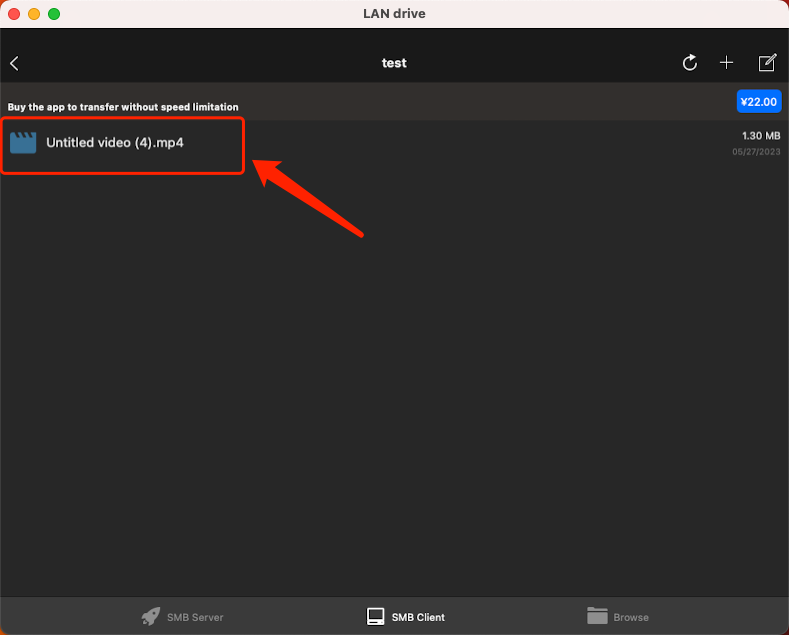 LAN drive
test
Buy the app to transfer without speed limitation
¥22.00
Untitled video (4).mp4
1.30 MB
05/27/2023
SMB Server
SMB Client
Browse